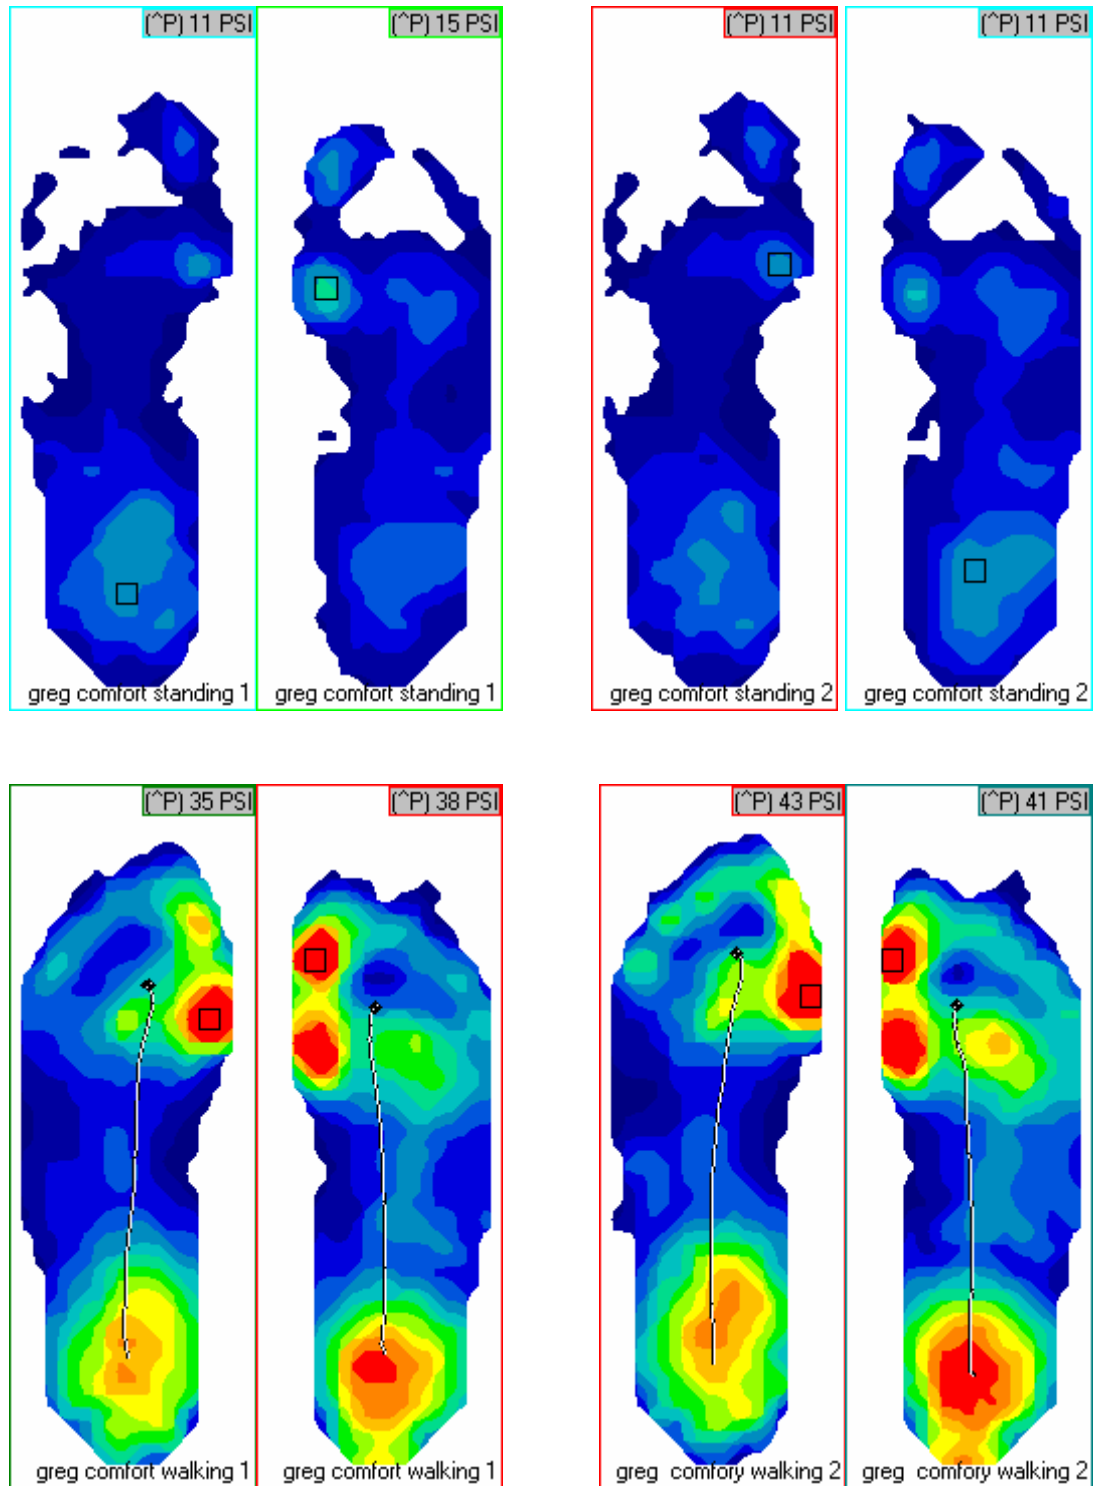 (^P) 11 PSI
(^P) 15 PSI
(^P) 11 PSI
(^P) 11 PSI
greg comfort standing 1
greg comfort standing 1
greg comfort standing 2
greg comfort standing 2
(^P) 35 PSI
(^P) 38 PSI
(^P) 43 PSI
(^P) 41 PSI
greg comfort walking 1
greg comfort walking 1
greg comfory walking 2
greg comfory walking 2